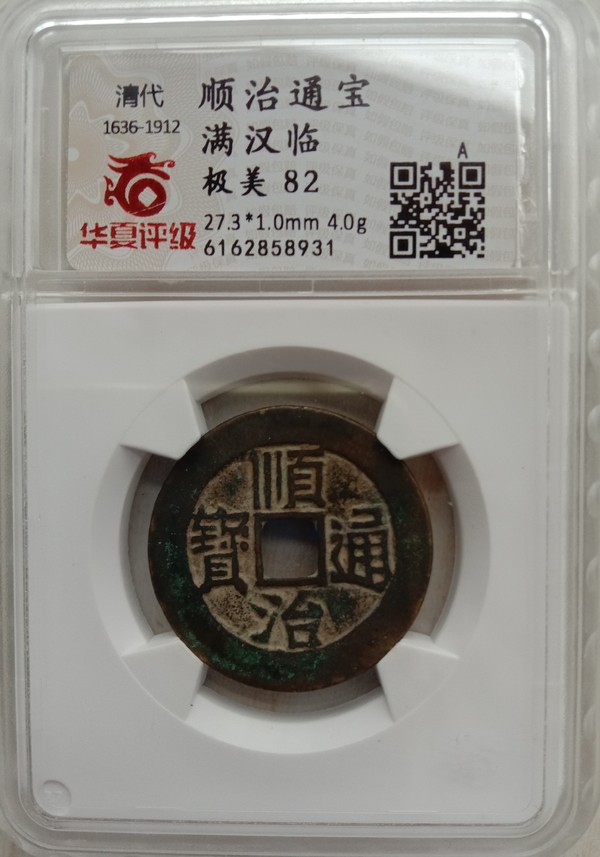 清代
1636-1912
华夏评级
顺治通宝
满汉临
极美 82
27.3*1.0mm 4.0g
6162858931
A
順治通寶